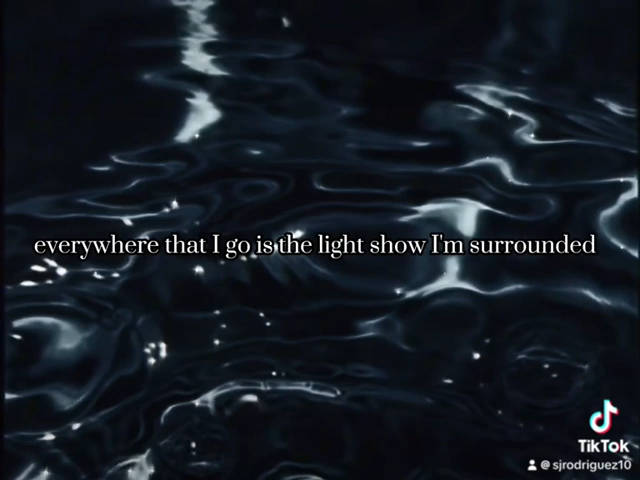 everywhere that I go is the light show I'm surrounded
TikTok
@sjrodriguez10